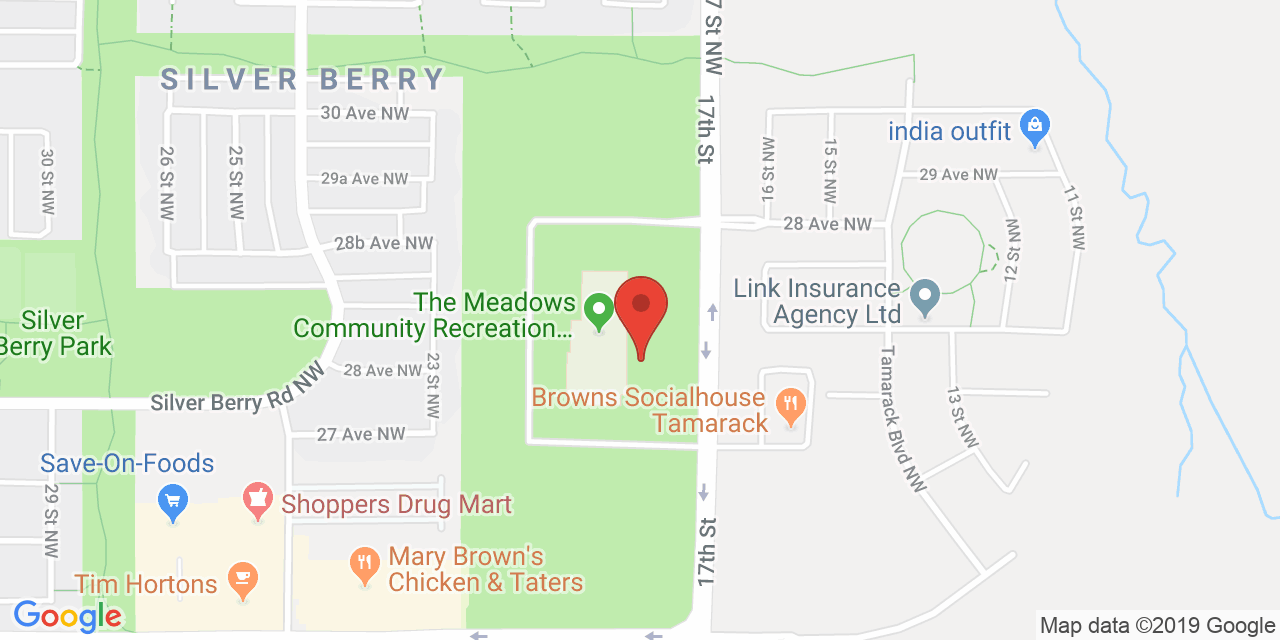 7 St NW
SILVER BERRY
30 Ave NW
17th St
india outfit
30 St NW
26 St NW
25 St NW
29a Ave NW
16 St NW
15 St NW
29 Ave NW
11 St NW
28b Ave NW
28 Ave NW
12 St NW
The Meadows
Community Recreation...
Link Insurance
Agency Ltd
Silver
Berry Park
28 Ave NW
23 St NW
Silver Berry Rd NW
Browns Socialhouse
Tamarack
Tamarack Blvd NW
13 St NW
27 Ave NW
Save-On-Foods
29 St NW
Shoppers Drug Mart
17th St
Mary Brown's
Chicken & Taters
Tim Hortons
Google
Map data ©2019 Google